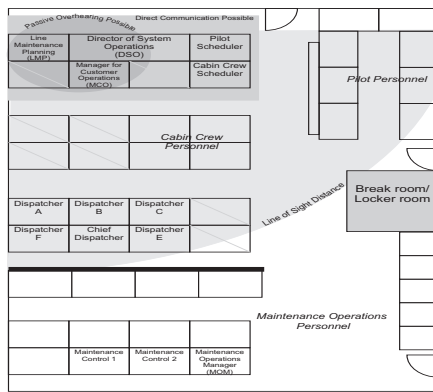 Passive Overhearing Possible
Direct Communication Possible
Line
Maintenance
Planning
(LMP)
Director of System
Operations
(DSO)
Pilot
Scheduler
Manager for
Customer
Operations
(MCO)
Cabin Crew
Scheduler
Pilot Personnel
Cabin Crew
Personnel
Dispatcher
A
Dispatcher
B
Dispatcher
C
Dispatcher
F
Chief
Dispatcher
Dispatcher
E
Line of Sight Distance
Break room/
Locker room
Maintenance Operations
Personnel
Maintenance
Control 1
Maintenance
Control 2
Maintenance
Operations
Manager
(MOM)